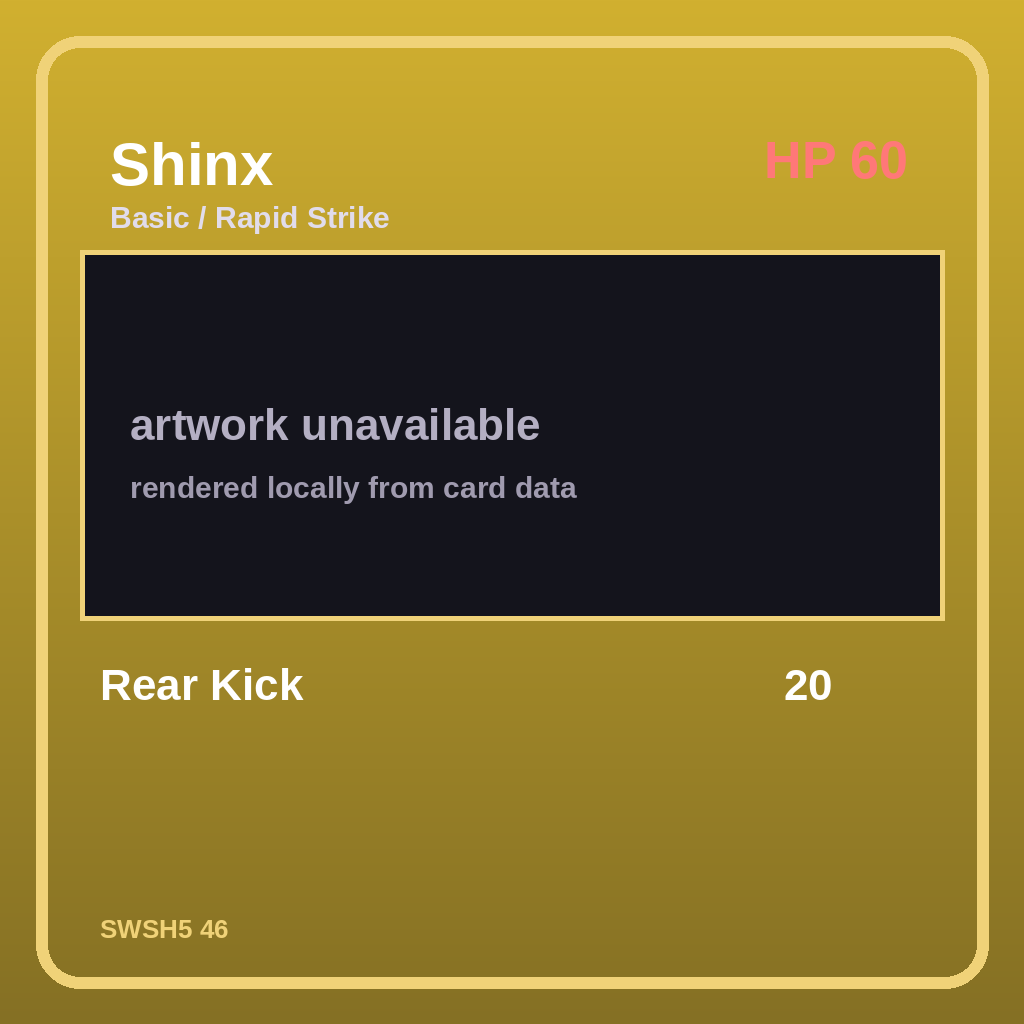 Shinx
HP 60
Basic / Rapid Strike
artwork unavailable
rendered locally from card data
Rear Kick
20
SWSH5 46